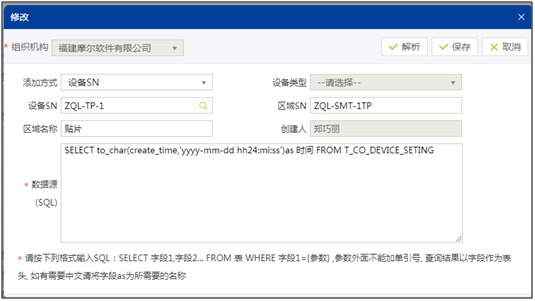 修改
* 组织机构 福建摩尔软件有限公司 解析 保存 取消
添加方式 设备SN 设备类型 --请选择--
设备SN ZQL-TP-1 区域SN ZQL-SMT-1TP
区域名称 贴片 创建人 郑巧丽
SELECT to_char(create_time,'yyyy-mm-dd hh24:mi:ss')as 时间 FROM T_CO_DEVICE_SETING
* 数据源
(SQL)
* 请按下列格式输入SQL：SELECT 字段1,字段2... FROM 表 WHERE 字段1={参数} ,参数外面不能加单引号, 查询结果以字段作为表
头, 如有需要中文请将字段as为所需要的名称